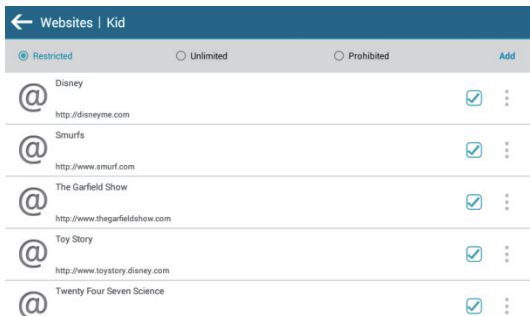 Websites | Kid
Restricted Unlimited Prohibited Add
@ Disney
http://disneyme.com
@ Smurfs
http://www.smurf.com
@ The Garfield Show
http://www.thegarfieldshow.com
@ Toy Story
http://www.toystory.disney.com
@ Twenty Four Seven Science